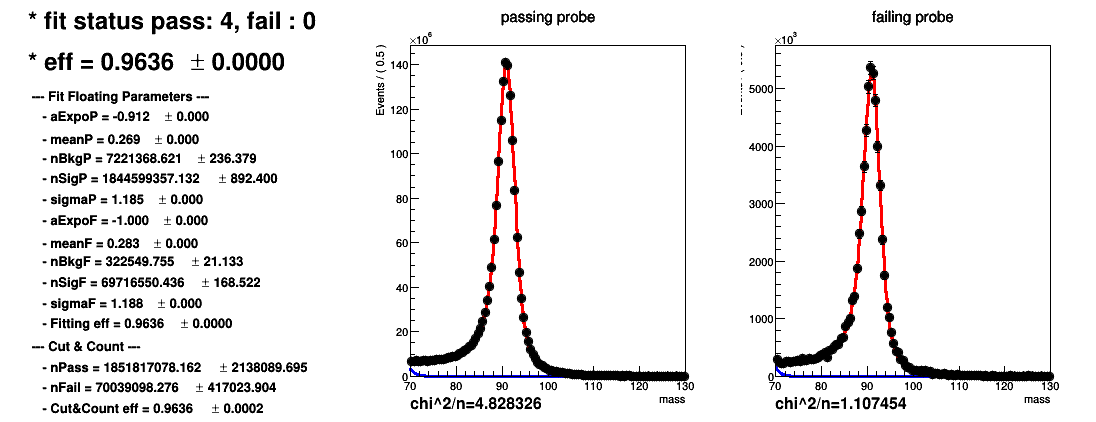 * fit status pass: 4, fail : 0
* eff = 0.9636 ± 0.0000
--- Fit Floating Parameters ---
- aExpoP = -0.912 ± 0.000
- meanP = 0.269 ± 0.000
- nBkgP = 7221368.621 ± 236.379
- nSigP = 1844599357.132 ± 892.400
- sigmaP = 1.185 ± 0.000
- aExpoF = -1.000 ± 0.000
- meanF = 0.283 ± 0.000
- nBkgF = 322549.755 ± 21.133
- nSigF = 69716550.436 ± 168.522
- sigmaF = 1.188 ± 0.000
- Fitting eff = 0.9636 ± 0.0000
--- Cut & Count ---
- nPass = 1851817078.162 ± 2138089.695
- nFail = 70039098.276 ± 417023.904
- Cut&Count eff = 0.9636 ± 0.0002
passing probe
×10⁶
Events / ( 0.5 )
140
120
100
80
60
40
20
0
70 80 90 100 110 120 130
mass
chi^2/n=4.828326
failing probe
×10³
5000
4000
3000
2000
1000
0
70 80 90 100 110 120 130
mass
chi^2/n=1.107454